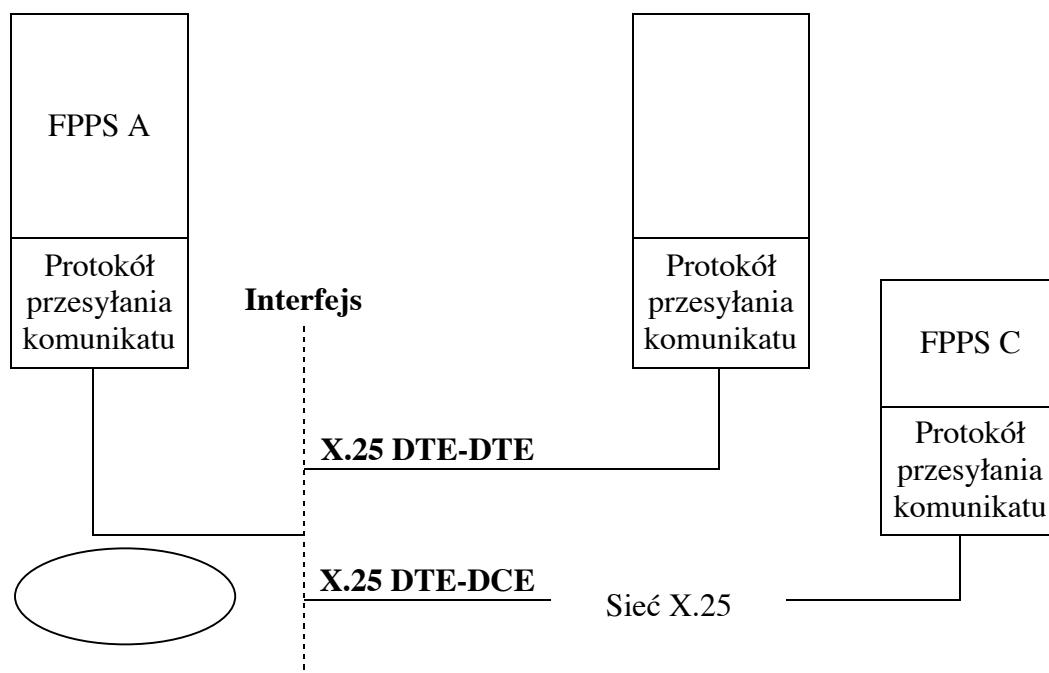 FPPS A
Protokół
przesyłania
komunikatu
Interfejs
Protokół
przesyłania
komunikatu
FPPS C
Protokół
przesyłania
komunikatu
X.25 DTE-DTE
X.25 DTE-DCE
Sieć X.25